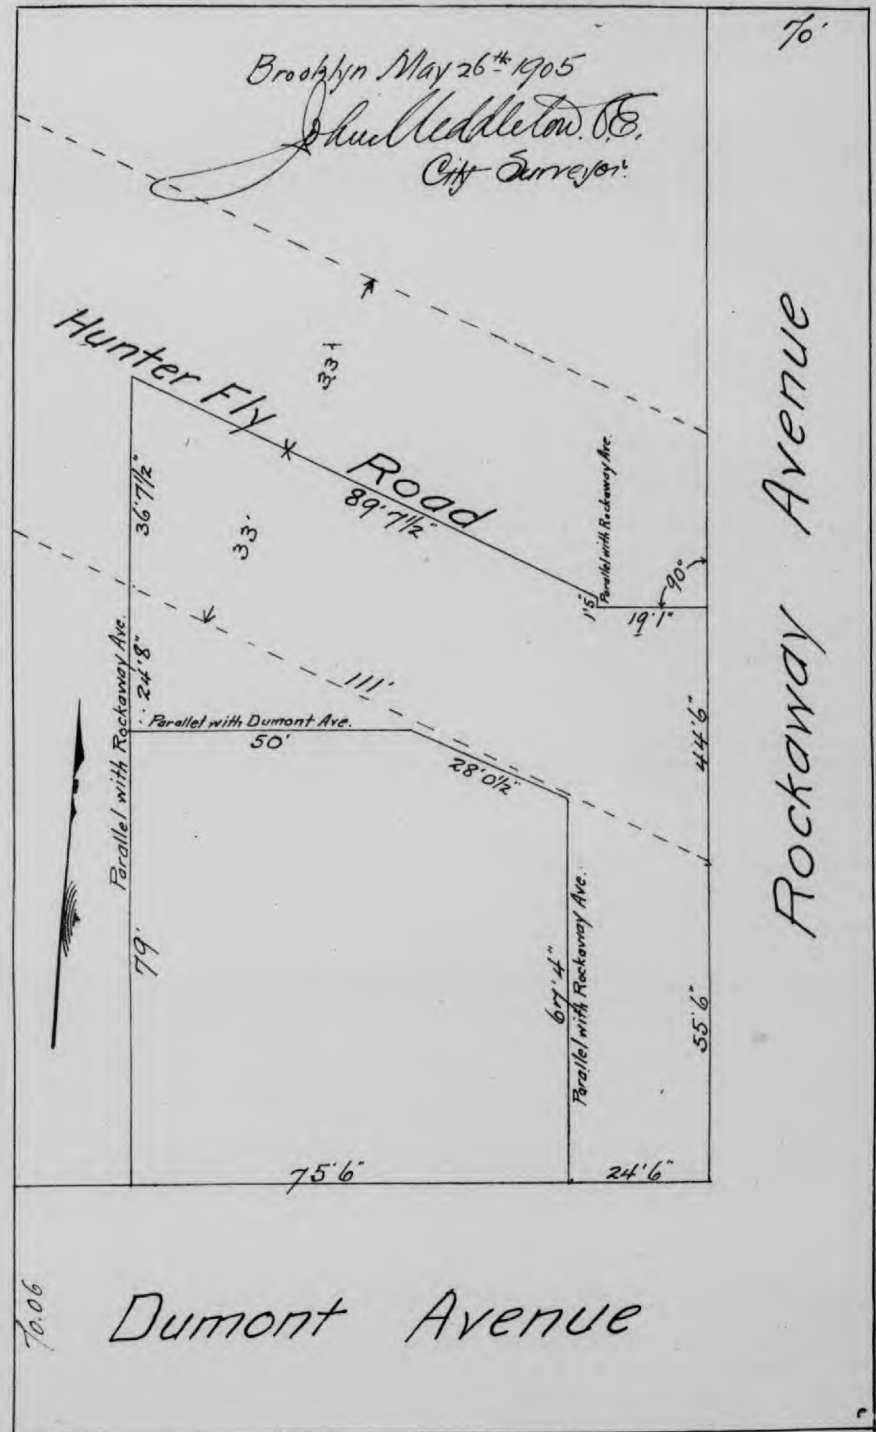 70'
Brooklyn May 26th 1905
John Meddleton. C.E.
City Surveyor.
Hunter Fly Road
33'
89'7½"
36'7½"
33'
Parallel with Rockaway Ave.
1'5"
19'1"
90°
Rockaway Avenue
Parallel with Rockaway Ave.
24'8"
111'
Parallel with Dumont Ave.
50'
28'0½"
44'6"
79'
67'4"
Parallel with Rockaway Ave.
55'6"
75'6"
24'6"
70.06
Dumont Avenue